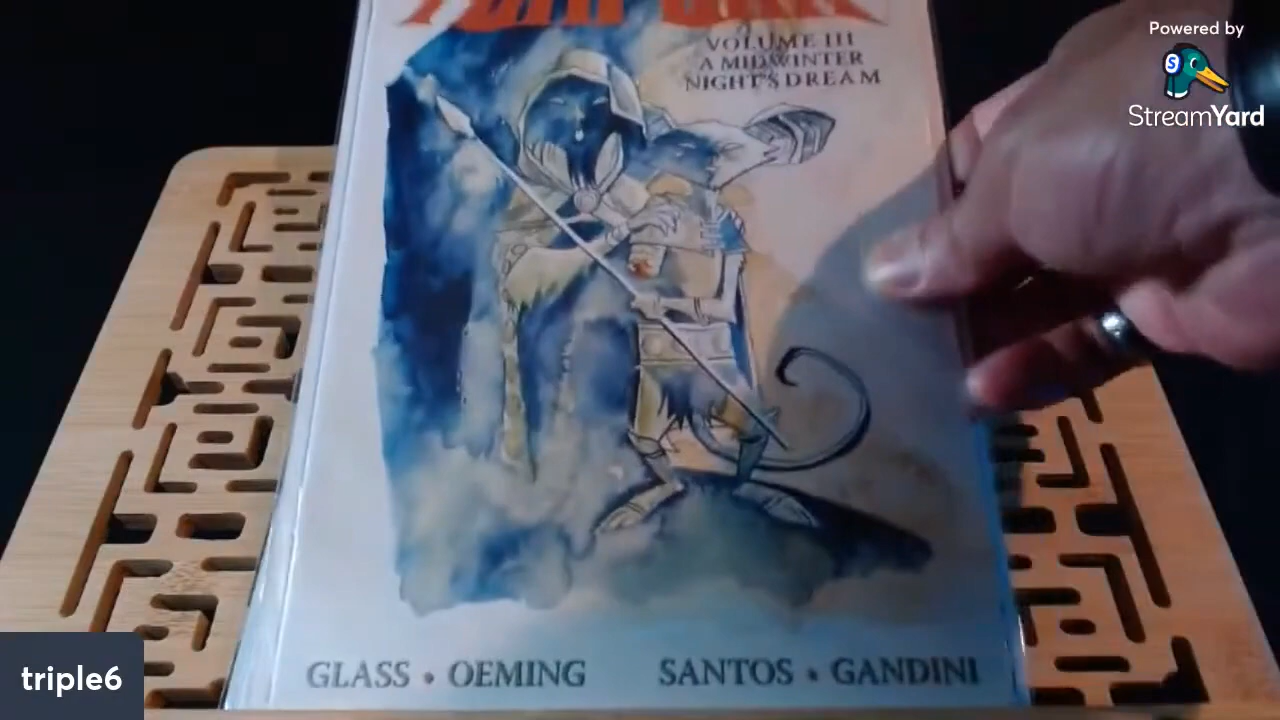 Powered by
StreamYard
VOLUME III
A MIDWINTER
NIGHT'S DREAM
GLASS • OEMING SANTOS • GANDINI
triple6